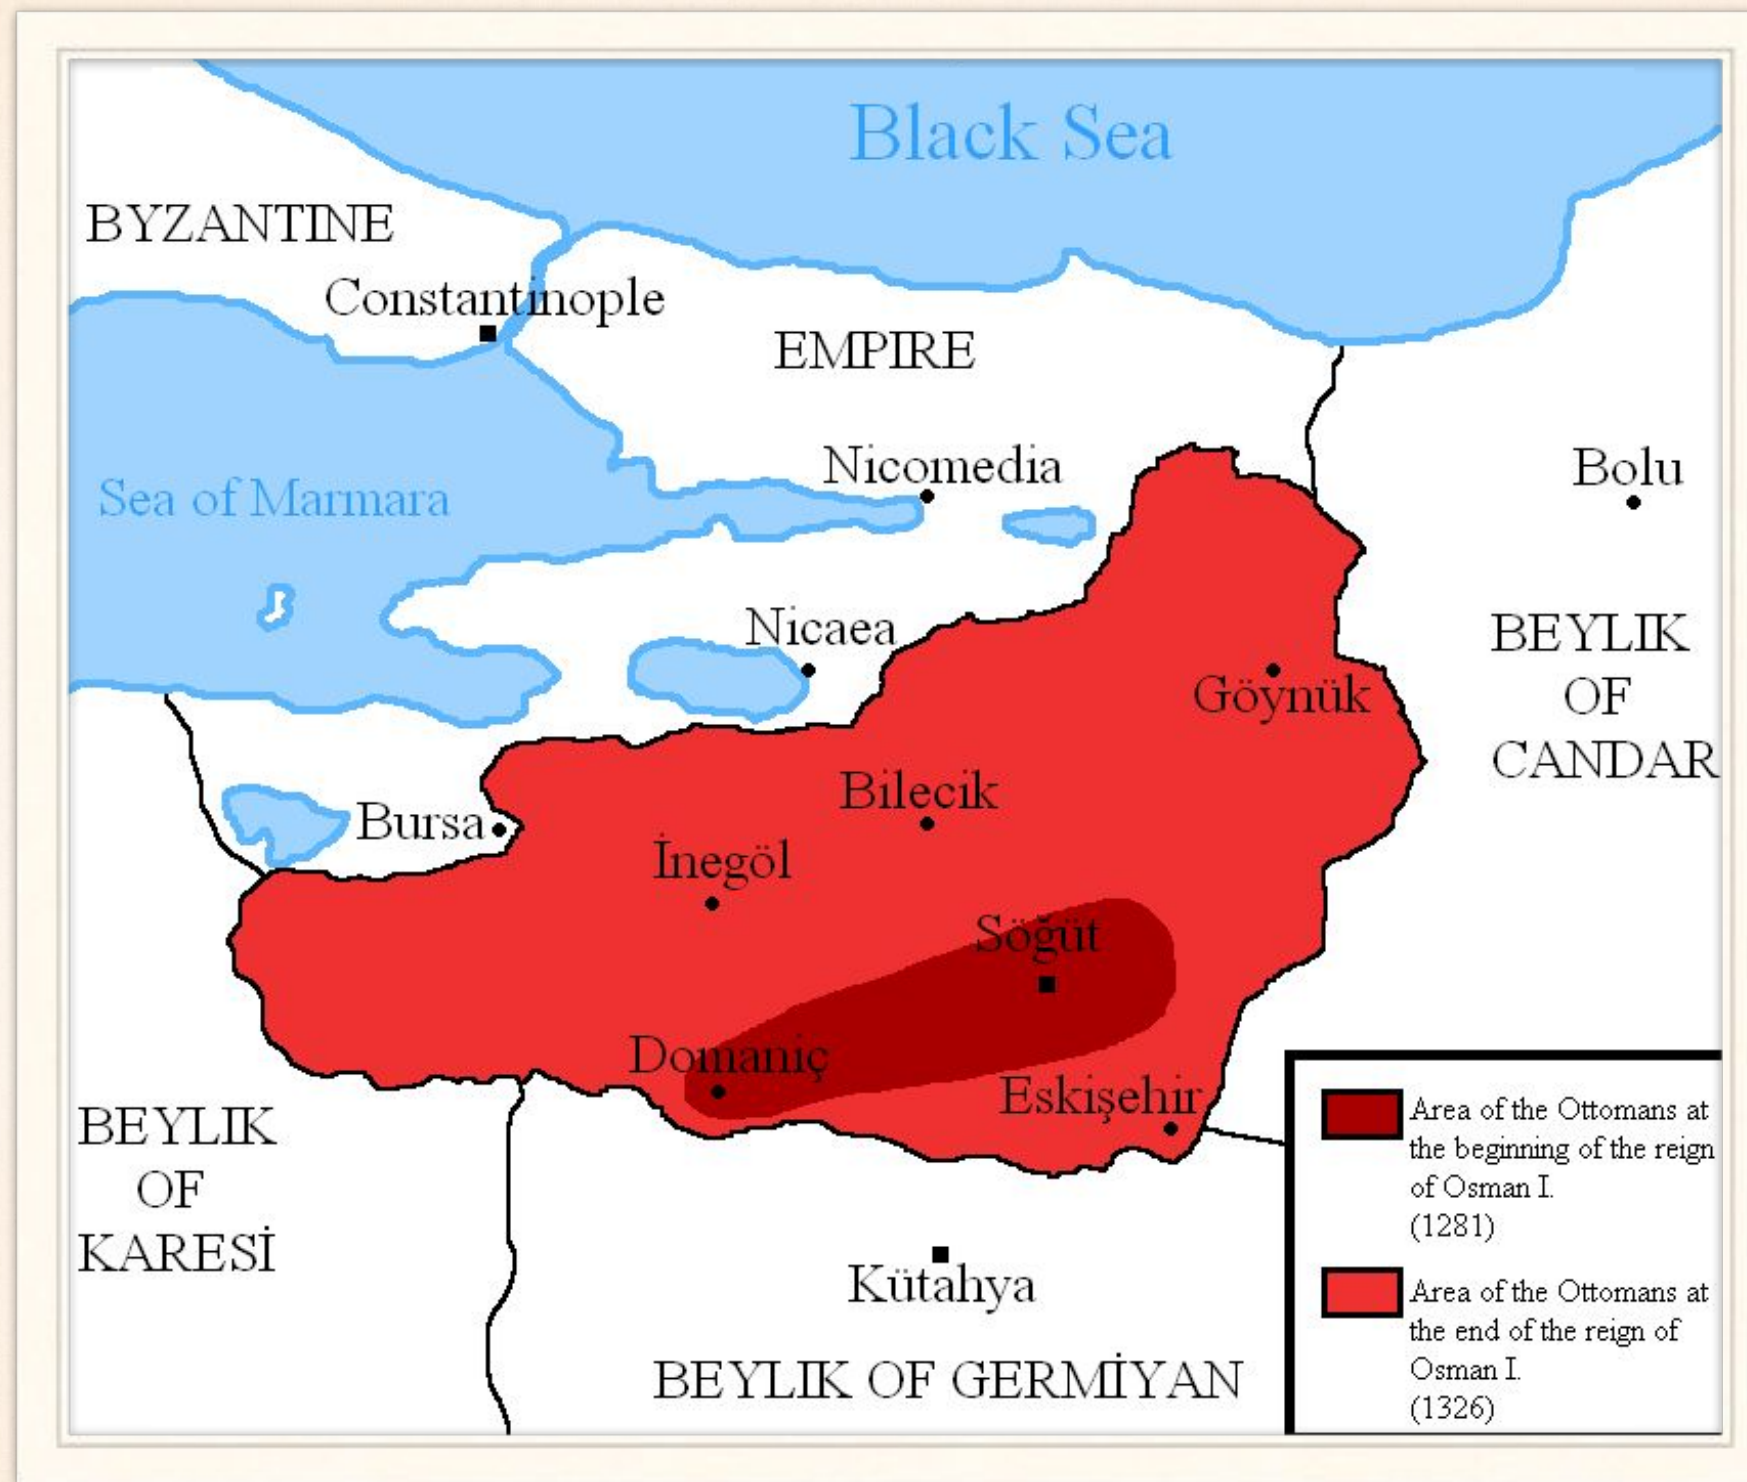 Black Sea
BYZANTINE
Constantinople
EMPIRE
Nicomedia
Bolu
Sea of Marmara
Nicaea
BEYLIK
OF
CANDAR
Göynük
Bilecik
Bursa
İnegöl
Söğüt
Domaniç
Eskişehir
BEYLIK
OF
KARESİ
Kütahya
BEYLIK OF GERMİYAN
Area of the Ottomans at
the beginning of the reign
of Osman I.
(1281)
Area of the Ottomans at
the end of the reign of
Osman I.
(1326)